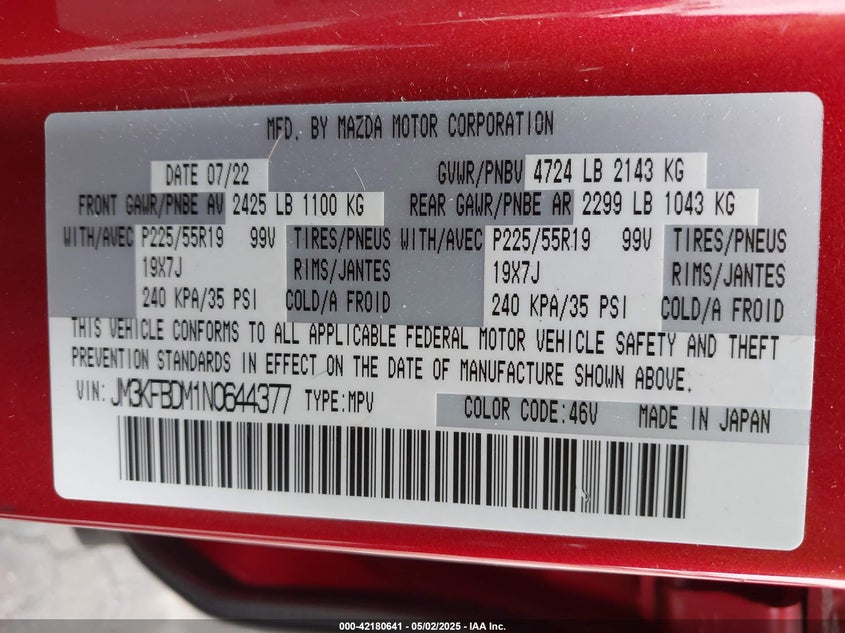 MFD. BY MAZDA MOTOR CORPORATION
DATE 07/22 GVWR/PNBV 4724 LB 2143 KG
FRONT GAWR/PNBE AV 2425 LB 1100 KG REAR GAWR/PNBE AR 2299 LB 1043 KG
WITH/AVEC P225/55R19 99V TIRES/PNEUS WITH/AVEC P225/55R19 99V TIRES/PNEUS
19X7J RIMS/JANTES 19X7J RIMS/JANTES
240 KPA/35 PSI COLD/A FROID 240 KPA/35 PSI COLD/A FROID
THIS VEHICLE CONFORMS TO ALL APPLICABLE FEDERAL MOTOR VEHICLE SAFETY AND THEFT
PREVENTION STANDARDS IN EFFECT ON THE DATE OF MANUFACTURE SHOWN ABOVE.
VIN: JM3KFBDM1N0644377 TYPE:MPV COLOR CODE:46V MADE IN JAPAN
000-42180641 - 05/02/2025 - IAA Inc.